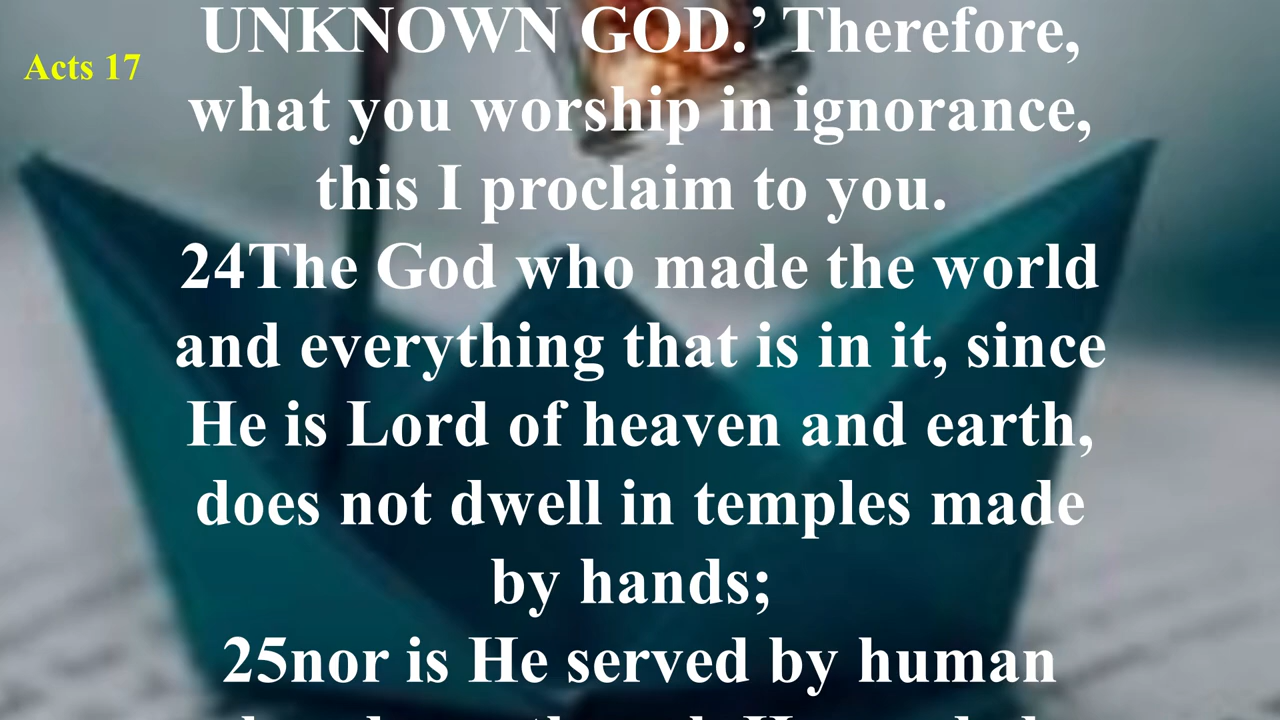 UNKNOWN GOD.’ Therefore,
Acts 17
what you worship in ignorance,
this I proclaim to you.
24The God who made the world
and everything that is in it, since
He is Lord of heaven and earth,
does not dwell in temples made
by hands;
25nor is He served by human